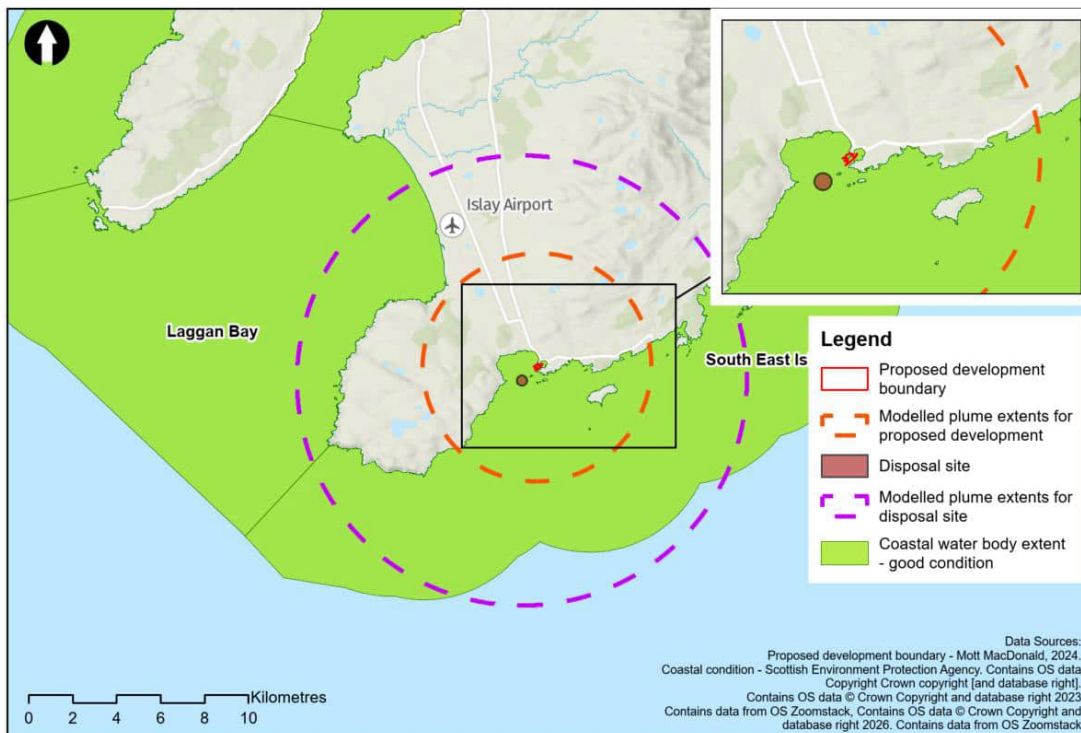 Islay Airport
Laggan Bay
South East Is
Legend
Proposed development
boundary
Modelled plume extents for
proposed development
Disposal site
Modelled plume extents for
disposal site
Coastal water body extent
- good condition
Kilometres
0 2 4 6 8 10
Data Sources:
Proposed development boundary - Mott MacDonald, 2024.
Coastal condition - Scottish Environment Protection Agency. Contains OS data
Copyright Crown copyright [and database right].
Contains OS data © Crown Copyright and database right 2023
Contains data from OS Zoomstack, Contains OS data © Crown Copyright and
database right 2026. Contains data from OS Zoomstack